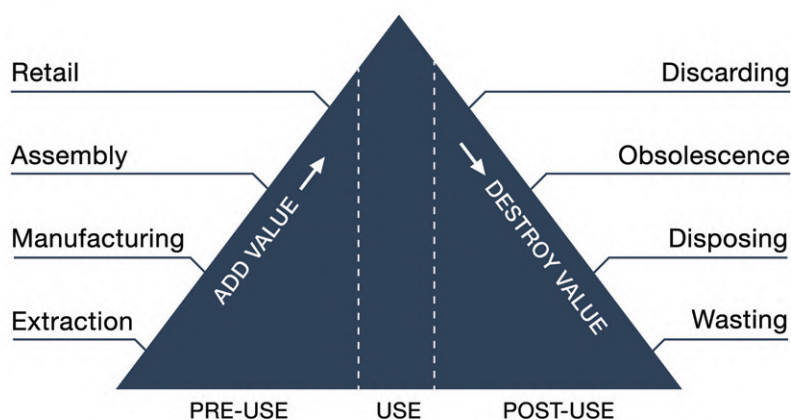 Retail
Assembly
Manufacturing
Extraction
ADD VALUE
DESTROY VALUE
Discarding
Obsolescence
Disposing
Wasting
PRE-USE
USE
POST-USE